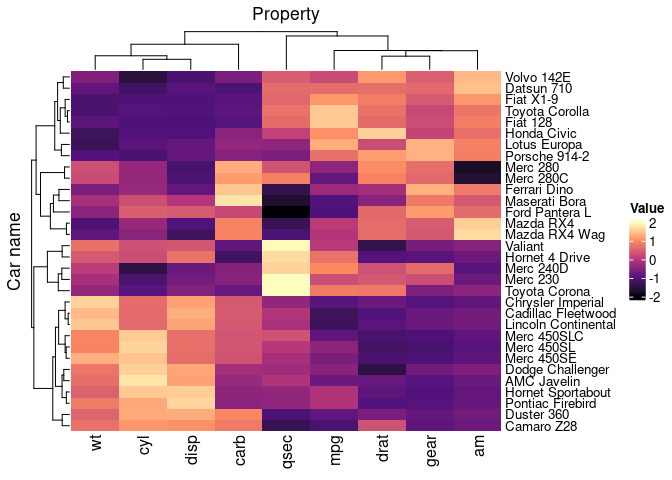 Property
Volvo 142E
Datsun 710
Fiat X1-9
Toyota Corolla
Fiat 128
Honda Civic
Lotus Europa
Porsche 914-2
Merc 280
Merc 280C
Ferrari Dino
Maserati Bora
Ford Pantera L
Mazda RX4
Mazda RX4 Wag
Valiant
Hornet 4 Drive
Merc 240D
Merc 230
Toyota Corona
Chrysler Imperial
Cadillac Fleetwood
Lincoln Continental
Merc 450SLC
Merc 450SL
Merc 450SE
Dodge Challenger
AMC Javelin
Hornet Sportabout
Pontiac Firebird
Duster 360
Camaro Z28
Car name
wt cyl disp carb qsec mpg drat gear am
Value
2
1
0
-1
-2